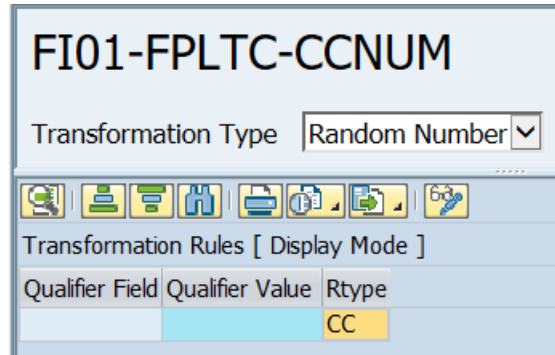 FI01-FPLTC-CCNUM
Transformation Type Random Number
Transformation Rules [ Display Mode ]
Qualifier Field Qualifier Value Rtype
CC